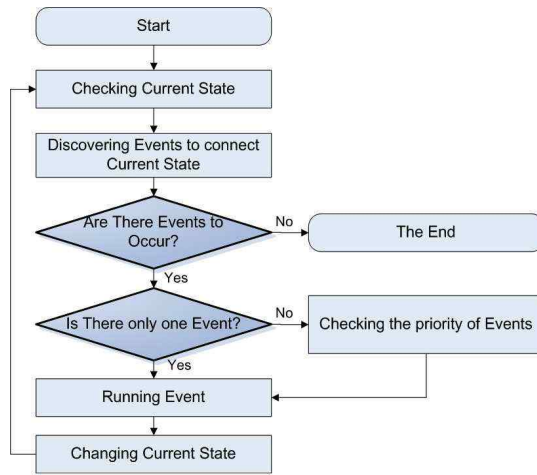 Start
Checking Current State
Discovering Events to connect
Current State
Are There Events to
Occur?
No
The End
Yes
Is There only one Event?
No
Checking the priority of Events
Yes
Running Event
Changing Current State